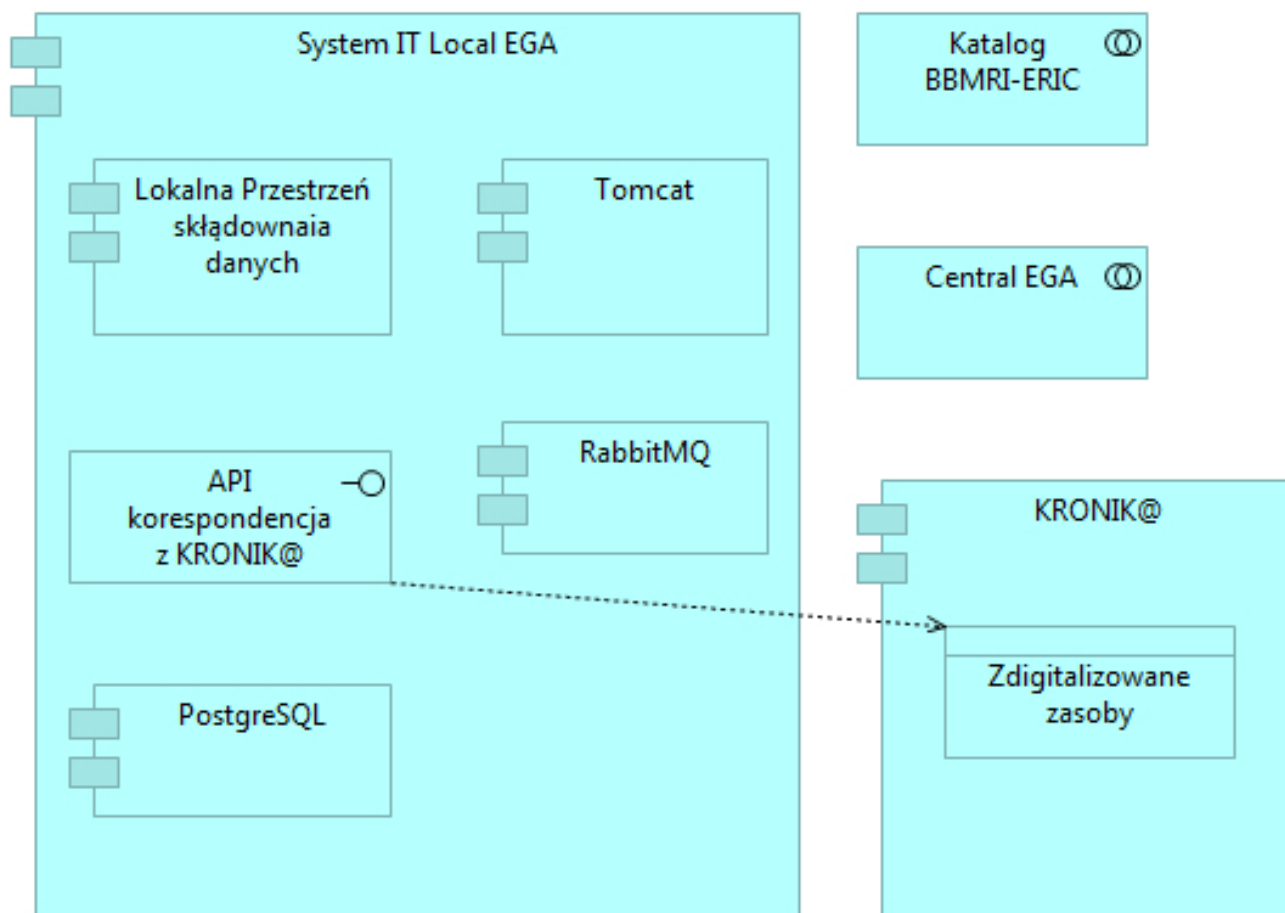 System IT Local EGA
Lokalna Przestrzeń
skłądownaia
danych
Tomcat
API
korespondencja
z KRONIK@
RabbitMQ
PostgreSQL
Katalog
BBMRI-ERIC
Central EGA
KRONIK@
Zdigitalizowane
zasoby